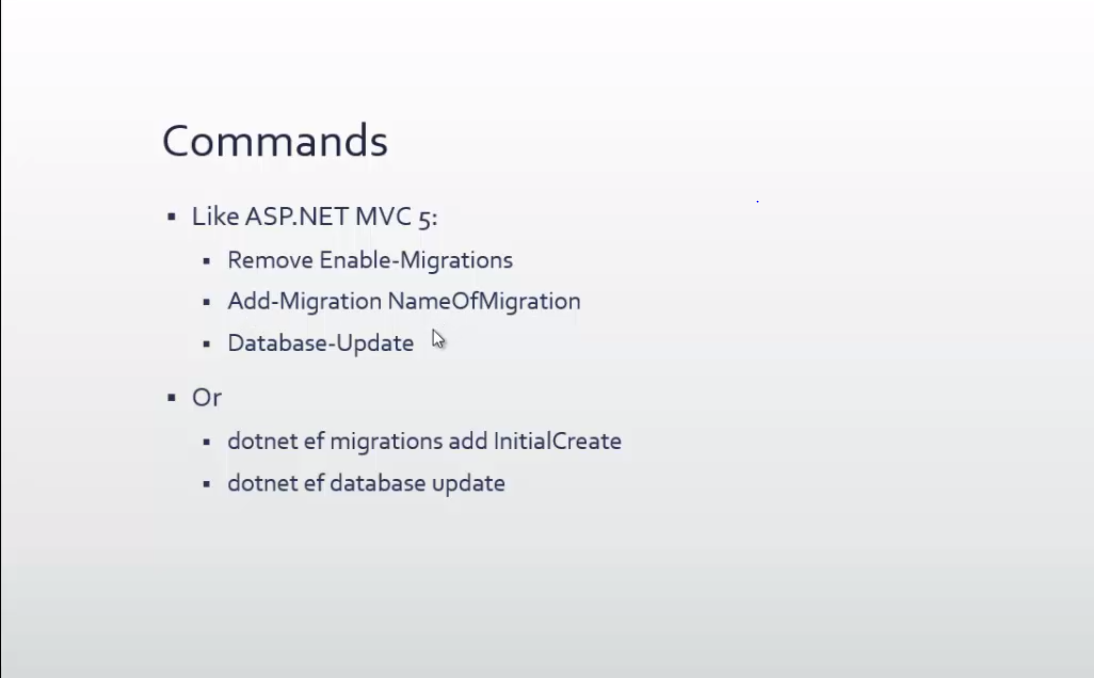 Commands
Like ASP.NET MVC 5:
Remove Enable-Migrations
Add-Migration NameOfMigration
Database-Update
Or
dotnet ef migrations add InitialCreate
dotnet ef database update